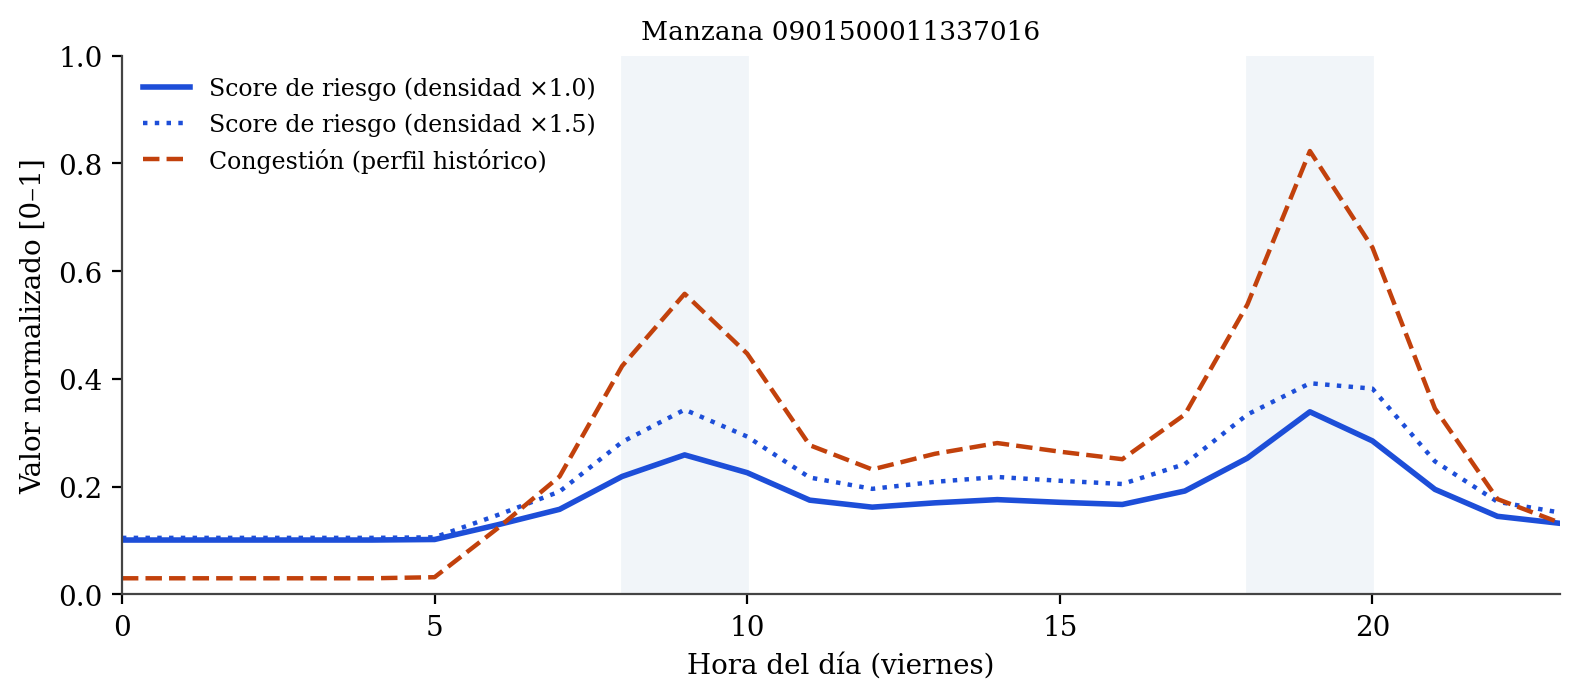 Manzana 0901500011337016
Score de riesgo (densidad ×1.0)
Score de riesgo (densidad ×1.5)
Congestión (perfil histórico)
Valor normalizado [0–1]
1.0
0.8
0.6
0.4
0.2
0.0
0 5 10 15 20
Hora del día (viernes)